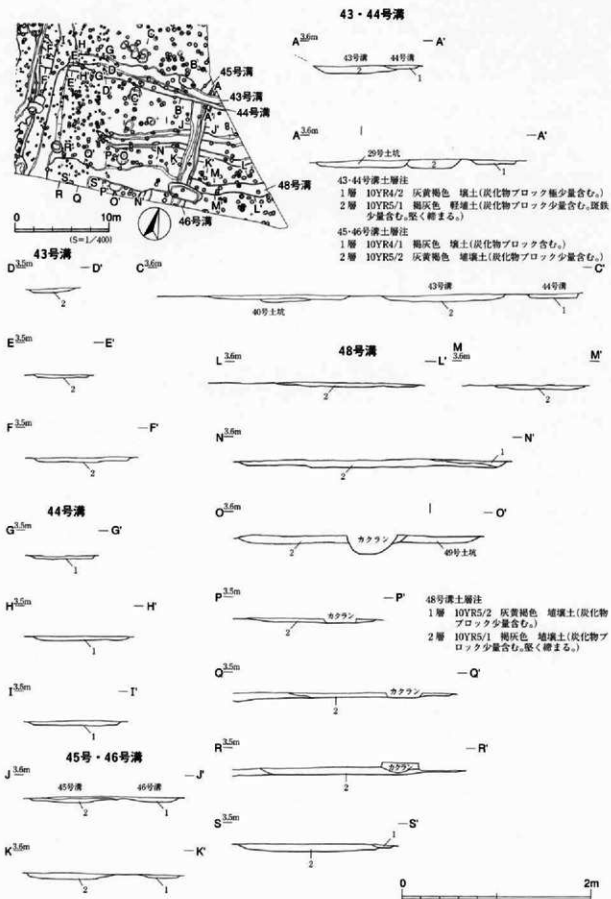 43・44号溝
A 3.6m
A'
43号溝 44号溝
2
1
45号溝
43号溝
44号溝
48号溝
46号溝
0 10m
(S=1/400)
A 3.6m
A'
29号土坑
2
1
43・44号溝土層注
1層 10YR4/2 灰黄褐色 壌土(炭化物ブロック極少量含む。)
2層 10YR5/1 褐灰色 軽埴土(炭化物ブロック少量含む。斑鉄
少量含む。堅く締まる。)
45・46号溝土層注
1層 10YR4/1 褐灰色 壌土(炭化物ブロック含む。)
2層 10YR5/2 灰黄褐色 埴壌土(炭化物ブロック少量含む。)
43号溝
D 3.5m D'
2
C 3.6m C'
40号土坑
43号溝
2
44号溝
1
E 3.5m E'
2
F 3.5m F'
2
48号溝
L 3.6m L'
2
M 3.6m M'
2
N 3.6m N'
2
1
44号溝
G 3.5m G'
1
O 3.6m O'
カクラン
2
49号土坑
H 3.5m H'
1
P 3.5m P'
カクラン
2
48号溝土層注
1層 10YR5/2 灰黄褐色 埴壌土(炭化物
ブロック少量含む。)
2層 10YR5/1 褐灰色 埴壌土(炭化物ブ
ロック少量含む。堅く締まる。)
I 3.5m I'
1
Q 3.5m Q'
カクラン
2
R 3.5m R'
カクラン
2
45号・46号溝
J 3.6m J'
45号溝 46号溝
2 1
S 3.5m S'
1
2
K 3.6m K'
2 1
0 2m